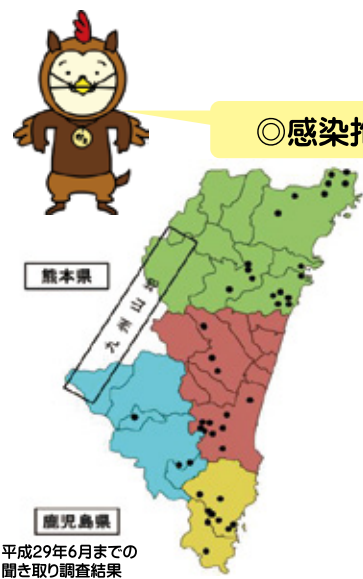 ◎感染
熊本県
九州山地
鹿児島県
平成29年6月までの
聞き取り調査結果